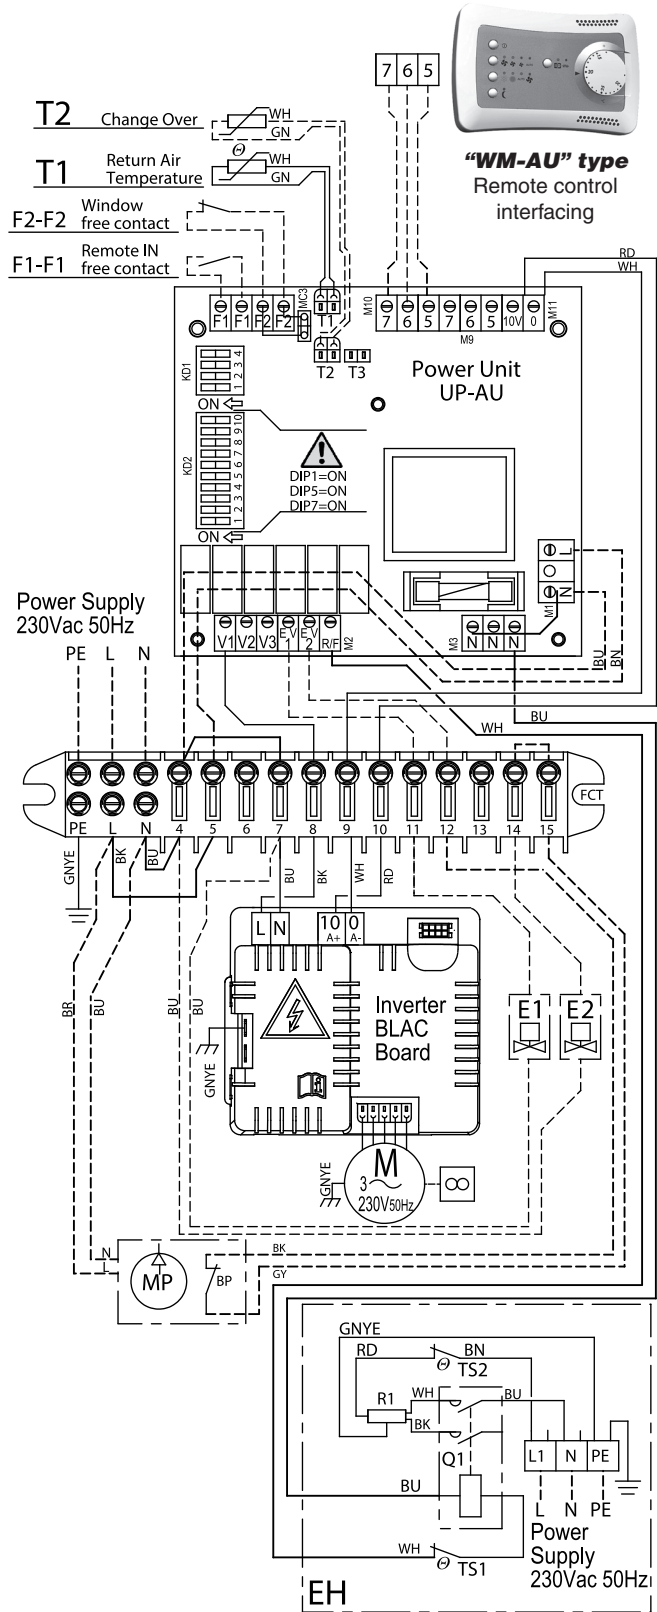 7 6 5
"WM-AU" type
Remote control
interfacing
T2 Change Over
WH
GN
T1 Return Air
Temperature
Θ
WH
GN
F2-F2 Window
free contact
F1-F1 Remote IN
free contact
RD
WH
F1 F1 F2 F2
MC3
T1
M10
7 6 5 7 6 5 10V 0
M11
M9
T2 T3
KD1
1 2 3 4
ON
Power Unit
UP-AU
KD2
1 2 3 4 5 6 7 8 9 10
ON
DIP1=ON
DIP5=ON
DIP7=ON
L
N
M1
Power Supply
230Vac 50Hz
PE L N
V1 V2 V3 EV1 EV2 R/F
M2
M3
N N N
BU
BN
WH
BU
FCT
PE L N 4 5 6 7 8 9 10 11 12 13 14 15
GNYE
BK
BU
BU
BK
WH
RD
L N
10 0
A+ A-
BR
BU
BU
BU
GNYE
Inverter
BLAC
Board
E1 E2
GNYE
M
3
230V50Hz
N
L
MP
BP
BK
GY
GNYE
RD
BN
Θ TS2
R1
WH
BK
BU
Q1
L1 N PE
BU
L N PE
WH
Θ TS1
Power
Supply
230Vac 50Hz
EH